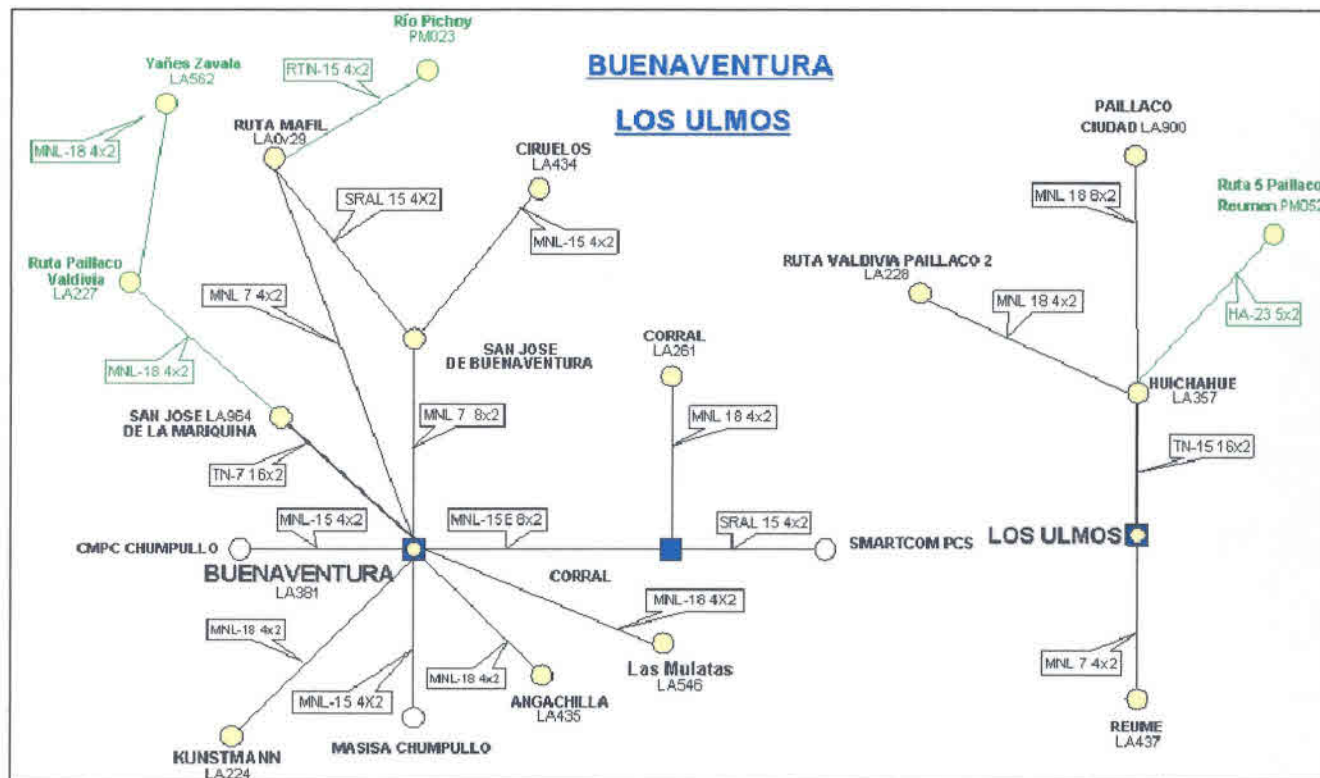 BUENAVENTURA
LOS ULMOS
Río Pichoy
PM023
Yañes Zavala
LA562
RTN-15 4x2
MNL-18 4x2
RUTA MAFIL
LA0v29
CIRUELOS
LA434
SRAL 15 4X2
MNL-15 4x2
PAILLACO
CIUDAD LA900
MNL 18 8x2
Ruta 5 Paillaco
Reumen PM052
Ruta Paillaco
Valdivia
LA227
MNL 7 4x2
RUTA VALDIVIA PAILLACO 2
LA228
MNL 18 4x2
HA-23 5x2
MNL-18 4x2
SAN JOSE
DE BUENAVENTURA
CORRAL
LA261
HUICHAHUE
LA357
SAN JOSE LA964
DE LA MARIQUINA
MNL 7 8x2
MNL 18 4x2
TN-7 16x2
TN-15 16x2
MNL-15 4x2
MNL-15E 8x2
SRAL 15 4x2
CMPC CHUMPULLO
SMARTCOM PCS
LOS ULMOS
BUENAVENTURA
LA381
CORRAL
MNL-18 4X2
MNL-18 4x2
MNL-18 4x2
MNL-15 4X2
Las Mulatas
LA546
MNL 7 4x2
ANGACHILLA
LA435
KUNSTMANN
LA224
MASISA CHUMPULLO
REUME
LA437